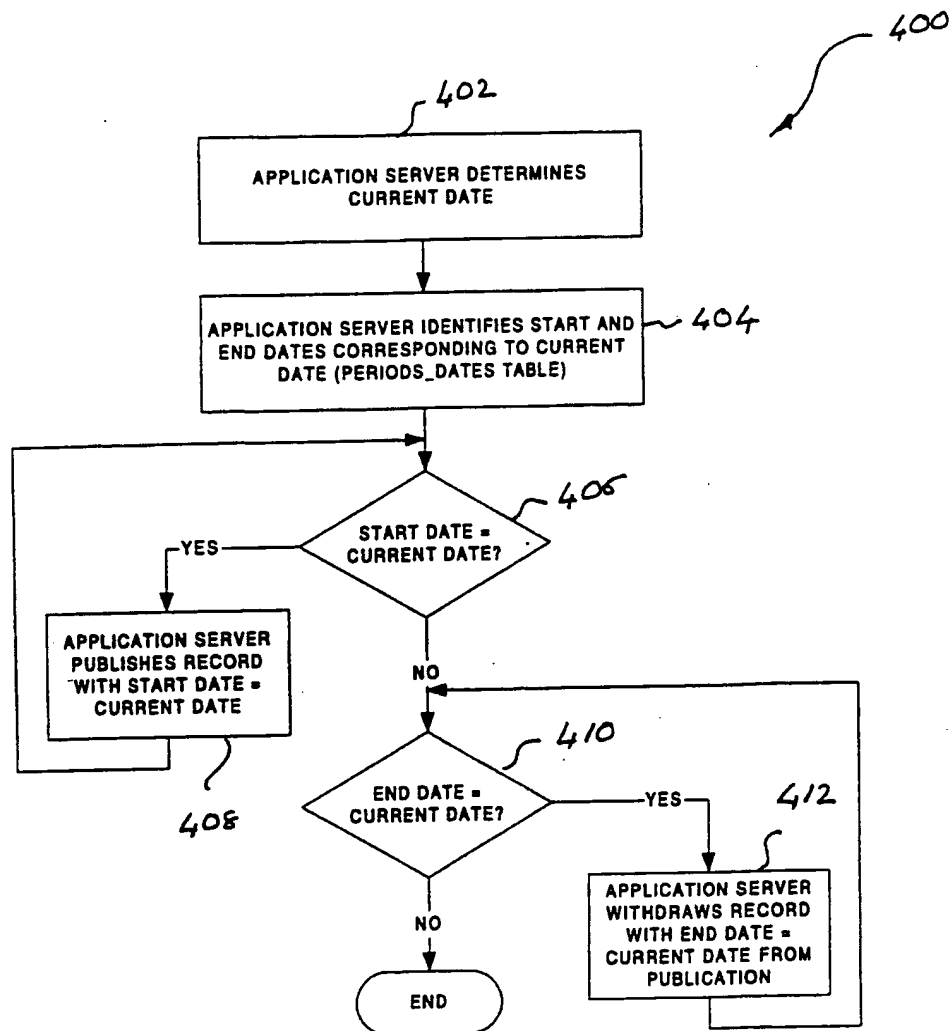 400
402
APPLICATION SERVER DETERMINES
CURRENT DATE
APPLICATION SERVER IDENTIFIES START AND
END DATES CORRESPONDING TO CURRENT
DATE (PERIODS_DATES TABLE)
404
406
START DATE =
CURRENT DATE?
YES
APPLICATION SERVER
PUBLISHES RECORD
WITH START DATE =
CURRENT DATE
408
NO
410
END DATE =
CURRENT DATE?
YES
412
APPLICATION SERVER
WITHDRAWS RECORD
WITH END DATE =
CURRENT DATE FROM
PUBLICATION
NO
END